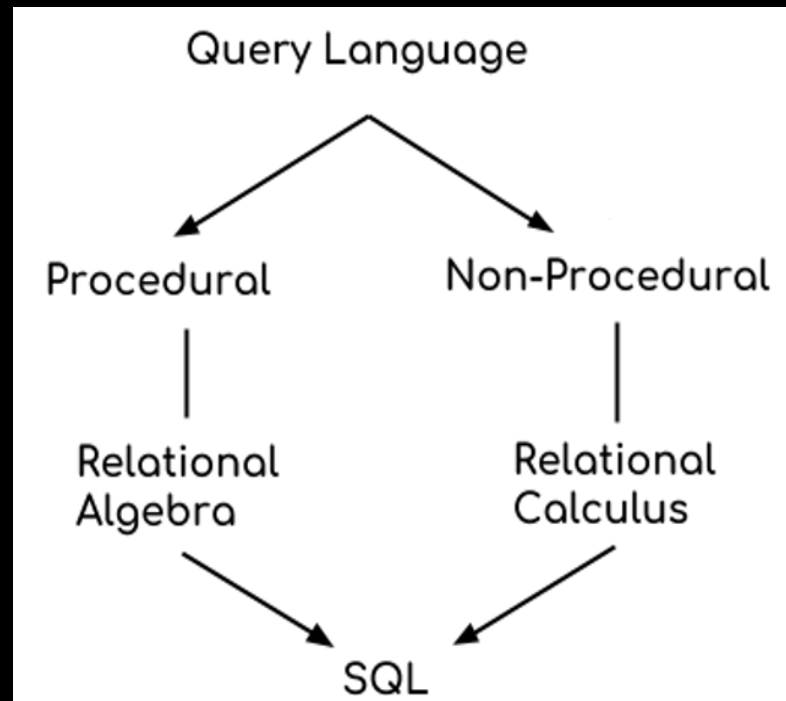 Query Language
Procedural
Non-Procedural
Relational
Algebra
Relational
Calculus
SQL